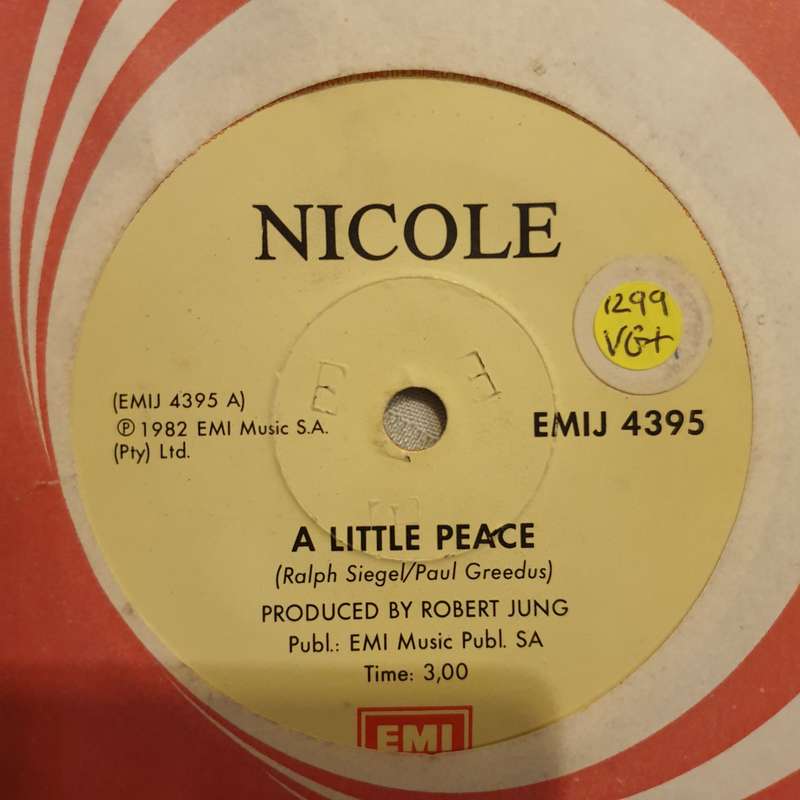 NICOLE
1299
VG+
(EMIJ 4395 A)
℗ 1982 EMI Music S.A.
(Pty) Ltd.
EMIJ 4395
A LITTLE PEACE
(Ralph Siegel/Paul Greedus)
PRODUCED BY ROBERT JUNG
Publ.: EMI Music Publ. SA
Time: 3,00
EMI